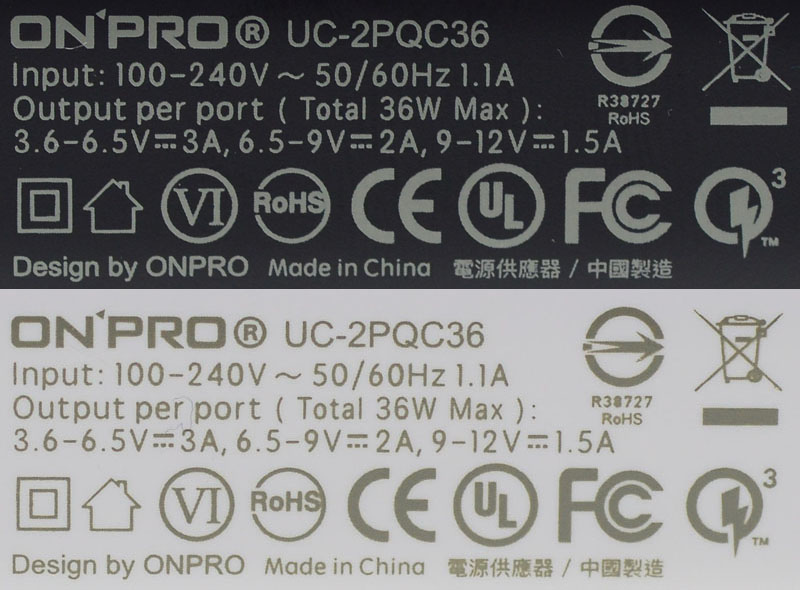 ON'PRO® UC-2PQC36
Input: 100-240V ~ 50/60Hz 1.1A
Output per port ( Total 36W Max ):
3.6-6.5V⎓3A, 6.5-9V⎓2A, 9-12V⎓1.5A
R38727
RoHS
VI RoHS CE UL FC 3 TM
Design by ONPRO Made in China 電源供應器 / 中國製造
ON'PRO® UC-2PQC36
Input: 100-240V ~ 50/60Hz 1.1A
Output per port ( Total 36W Max ):
3.6-6.5V⎓3A, 6.5-9V⎓2A, 9-12V⎓1.5A
R38727
RoHS
VI RoHS CE UL FC 3 TM
Design by ONPRO Made in China 電源供應器 / 中國製造